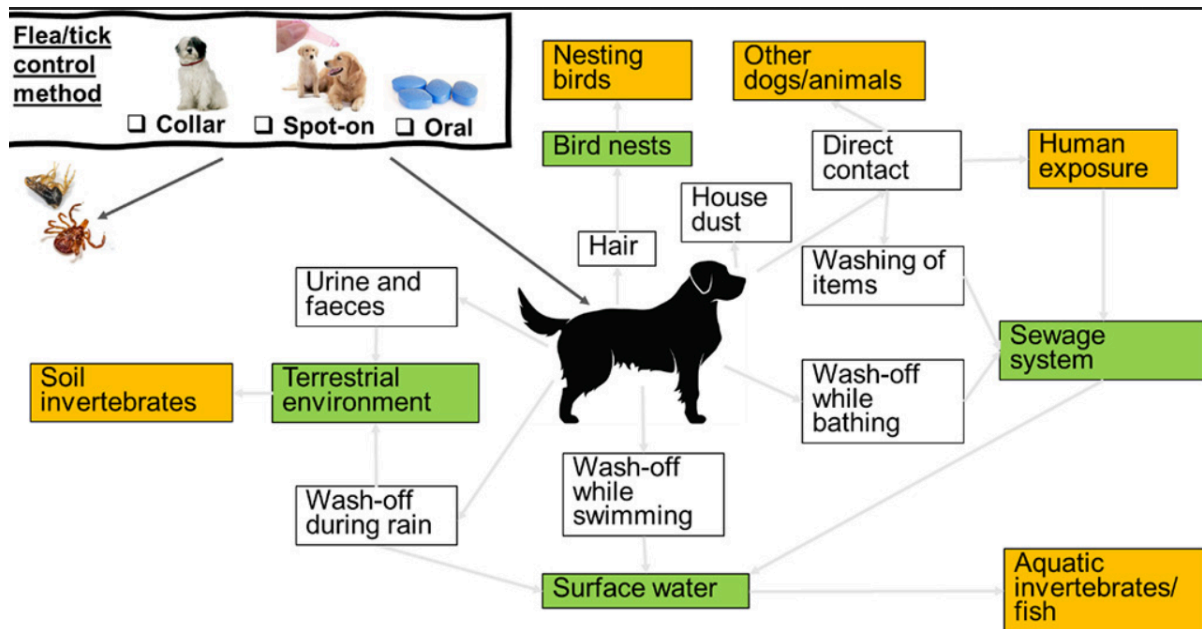 Flea/tick
control
method
❑ Collar
❑ Spot-on
❑ Oral
Nesting
birds
Other
dogs/animals
Bird nests
Direct
contact
Human
exposure
House
dust
Hair
Washing of
items
Urine and
faeces
Sewage
system
Soil
invertebrates
Terrestrial
environment
Wash-off
while
bathing
Wash-off
while
swimming
Wash-off
during rain
Surface water
Aquatic
invertebrates/
fish